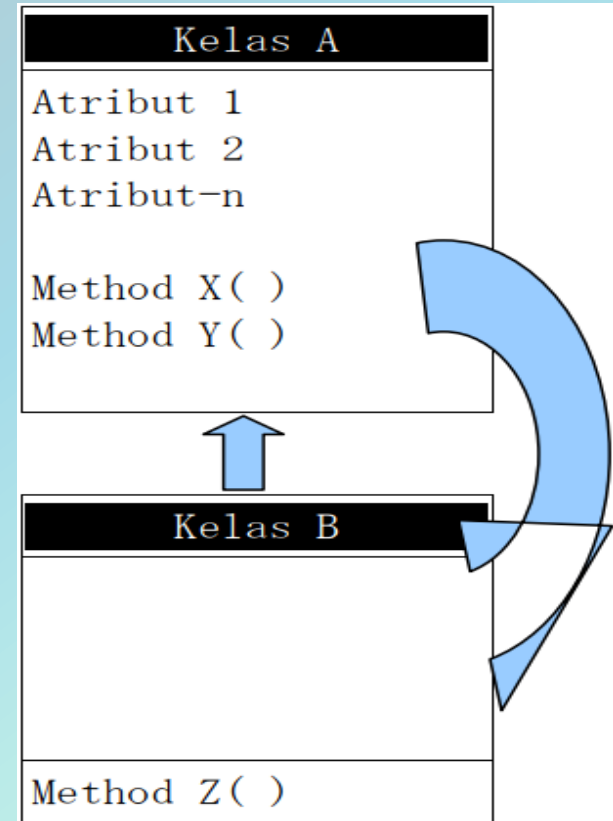 Kelas A
Atribut 1
Atribut 2
Atribut-n
Method X( )
Method Y( )
Kelas B
Method Z( )